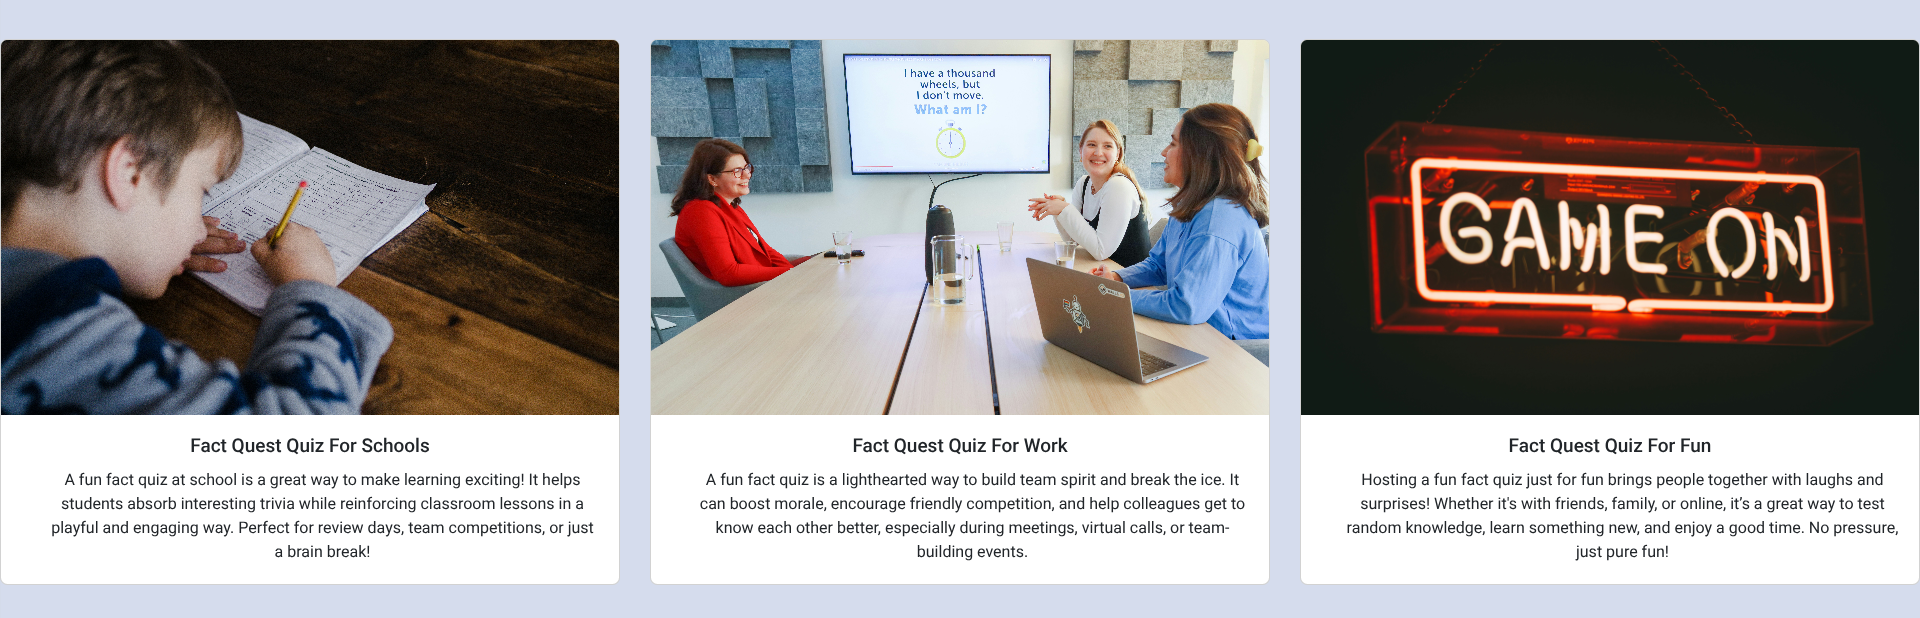 I have a thousand
wheels, but
I don't move.
What am I?
GAME ON
Fact Quest Quiz For Schools
A fun fact quiz at school is a great way to make learning exciting! It helps
students absorb interesting trivia while reinforcing classroom lessons in a
playful and engaging way. Perfect for review days, team competitions, or just
a brain break!
Fact Quest Quiz For Work
A fun fact quiz is a lighthearted way to build team spirit and break the ice. It
can boost morale, encourage friendly competition, and help colleagues get to
know each other better, especially during meetings, virtual calls, or team-
building events.
Fact Quest Quiz For Fun
Hosting a fun fact quiz just for fun brings people together with laughs and
surprises! Whether it's with friends, family, or online, it’s a great way to test
random knowledge, learn something new, and enjoy a good time. No pressure,
just pure fun!